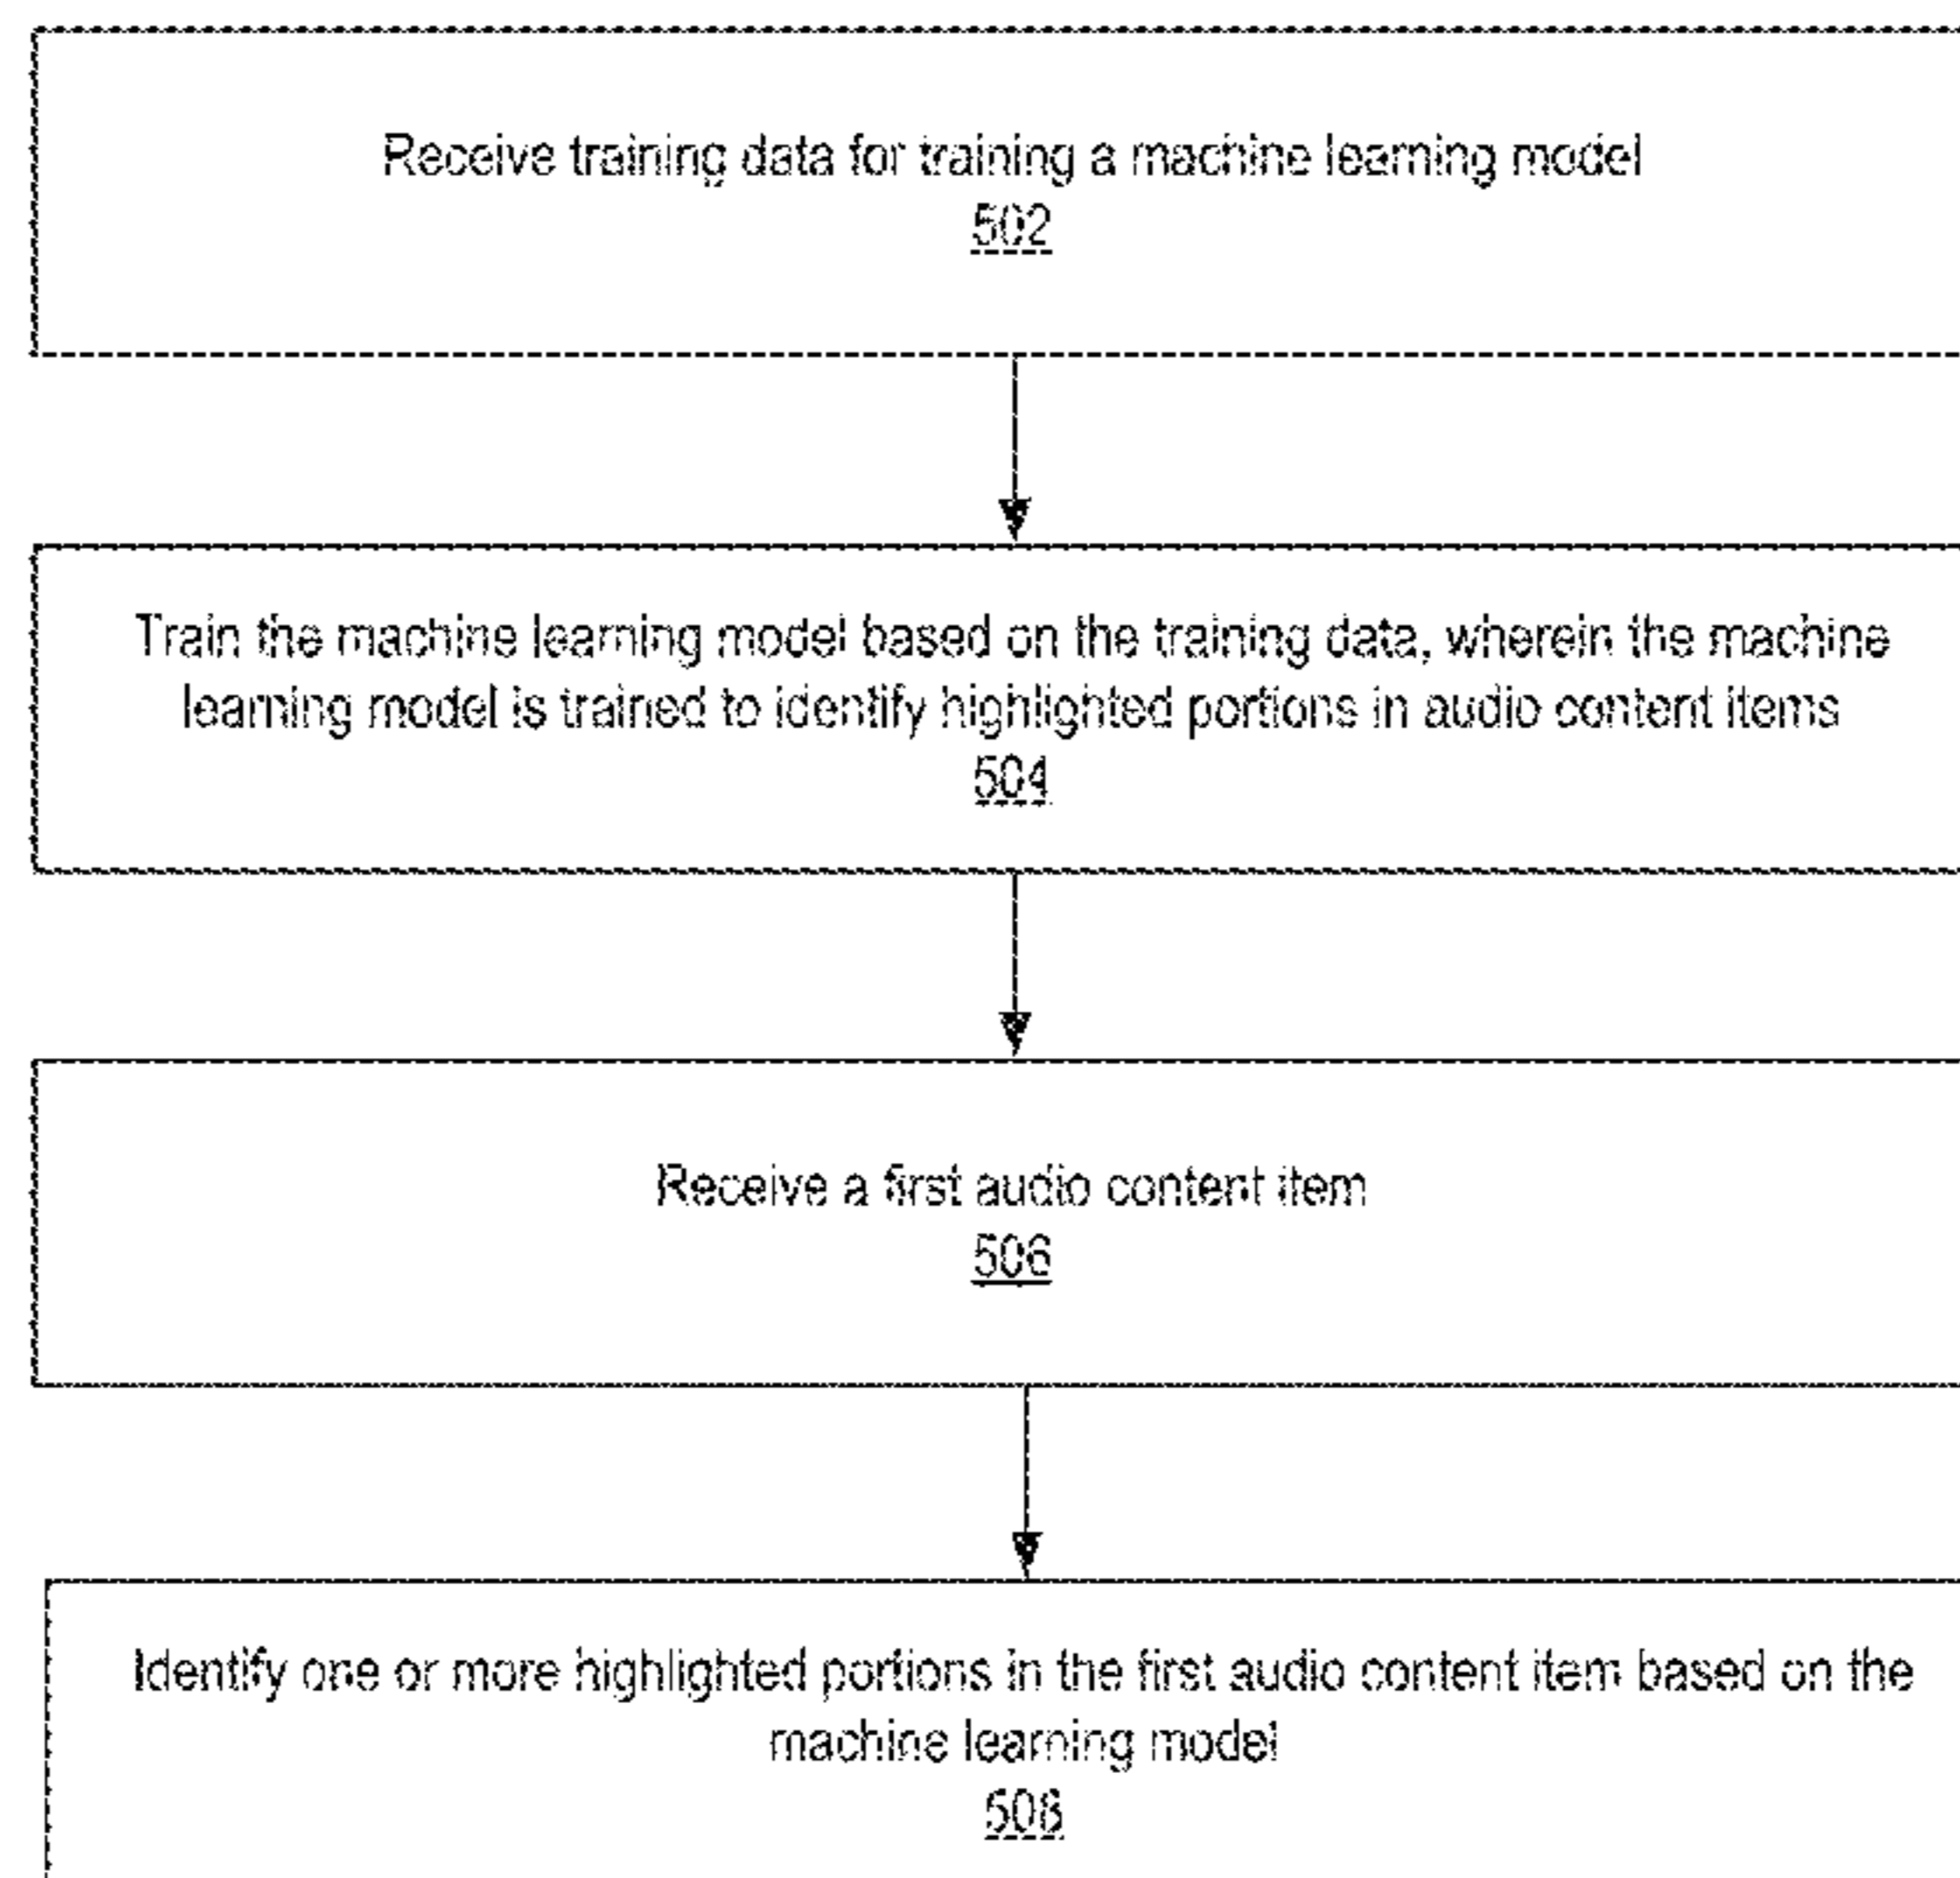 Receive training data for training a machine learning model
502
Train the machine learning model based on the training data, wherein the machine
learning model is trained to identify highlighted portions in audio content items
504
Receive a first audio content item
506
Identify one or more highlighted portions in the first audio content item based on the
machine learning model
508